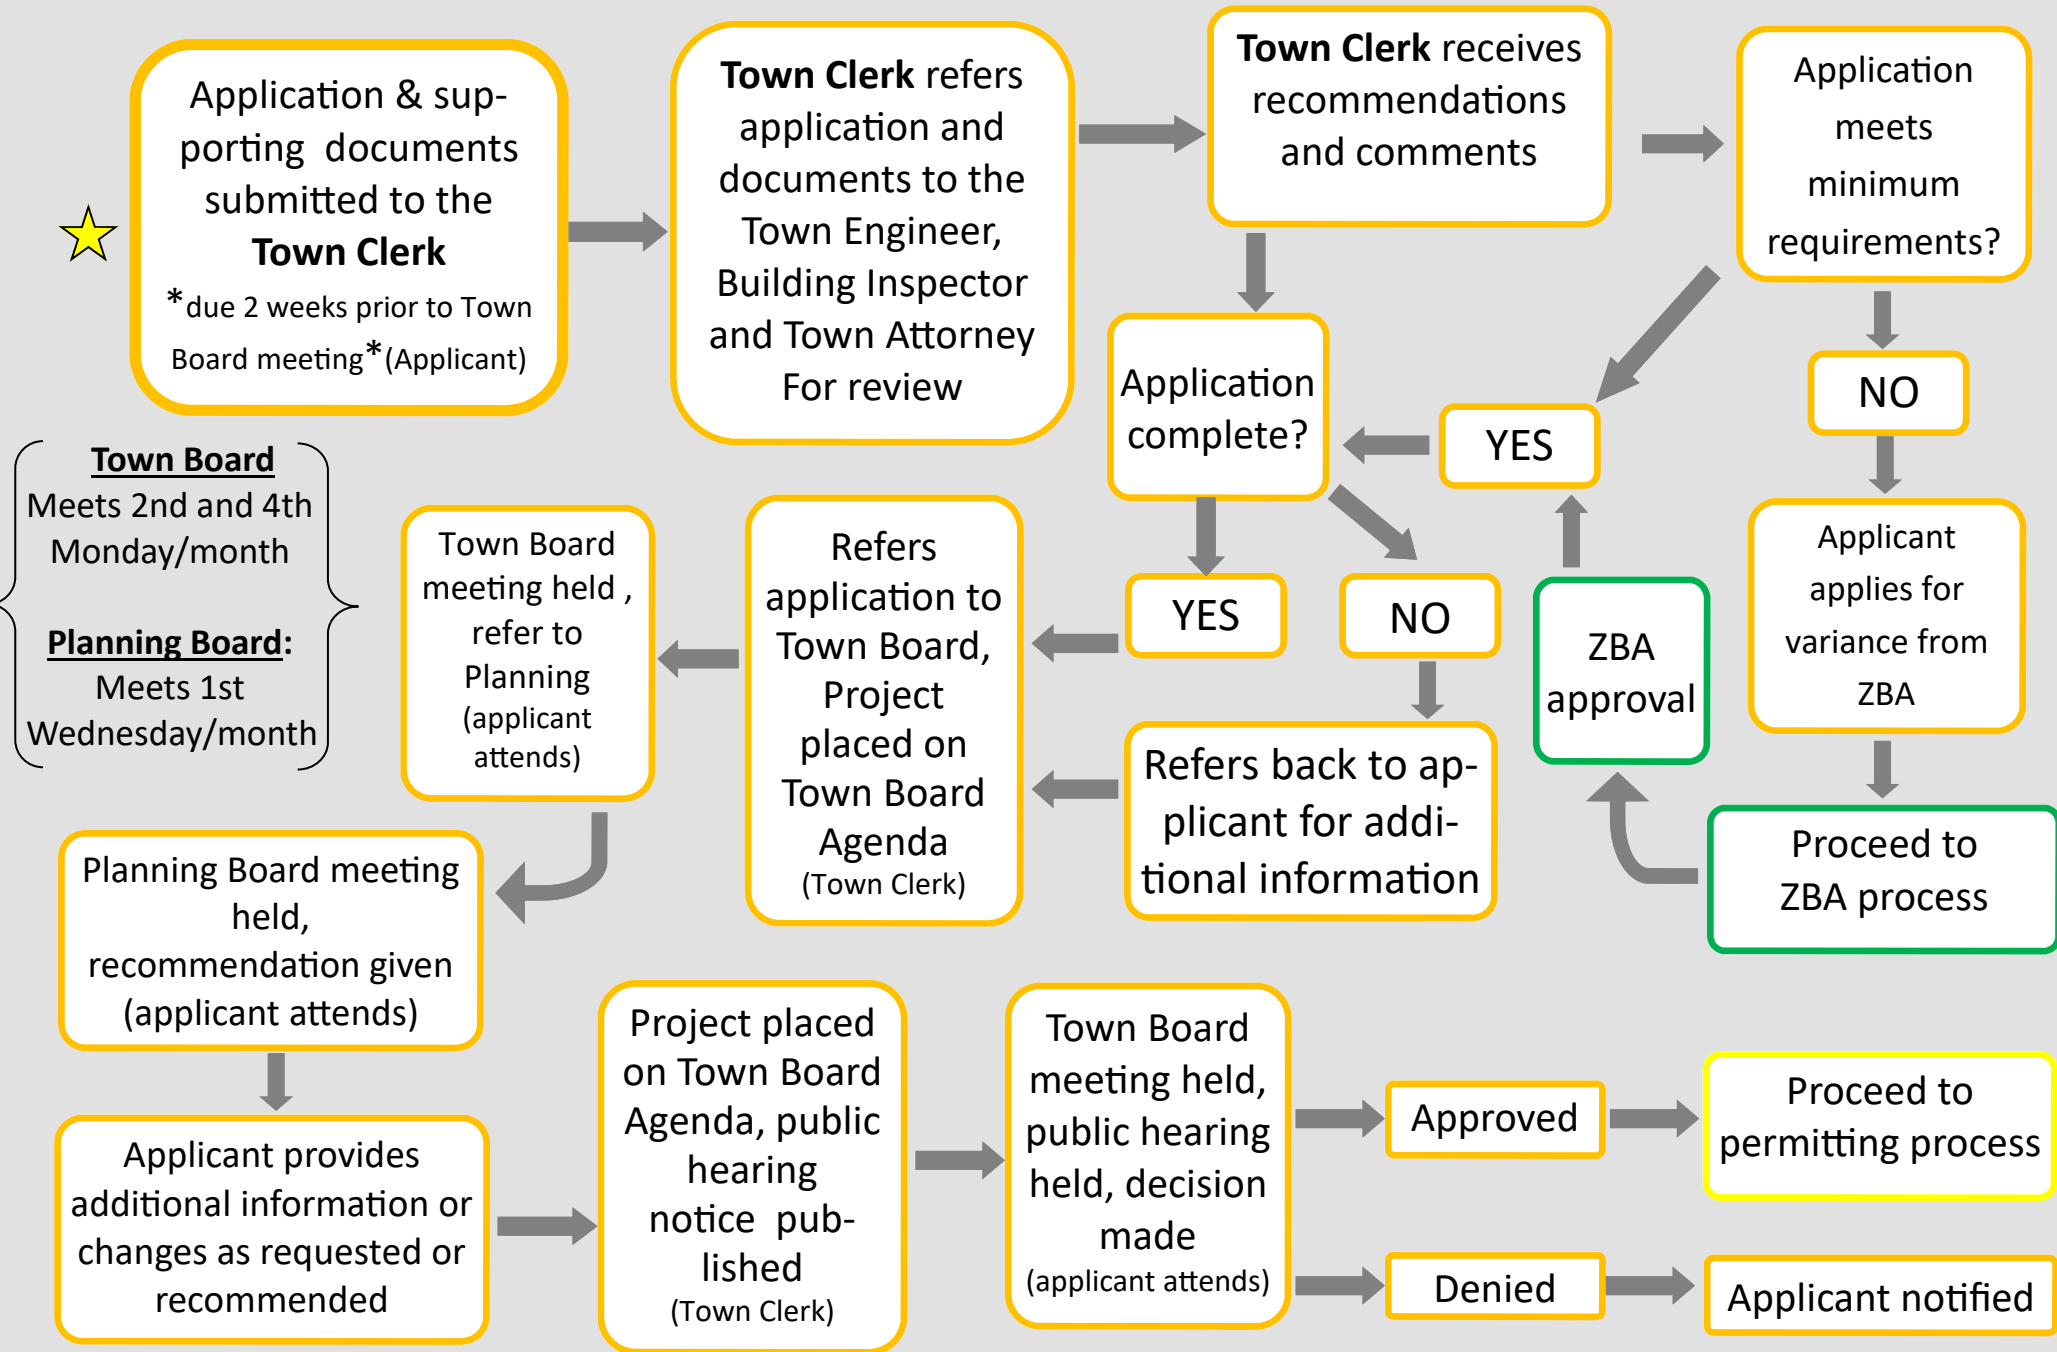 Application & sup-
porting documents
submitted to the
Town Clerk
*due 2 weeks prior to Town
Board meeting*(Applicant)
Town Clerk refers
application and
documents to the
Town Engineer,
Building Inspector
and Town Attorney
For review
Town Clerk receives
recommendations
and comments
Application
meets
minimum
requirements?
NO
Applicant
applies for
variance from
ZBA
Proceed to
ZBA process
ZBA
approval
YES
Application
complete?
YES
NO
Refers back to ap-
plicant for addi-
tional information
Refers
application to
Town Board,
Project
placed on
Town Board
Agenda
(Town Clerk)
Town Board
meeting held ,
refer to
Planning
(applicant
attends)
Town Board
Meets 2nd and 4th
Monday/month
Planning Board:
Meets 1st
Wednesday/month
Planning Board meeting
held,
recommendation given
(applicant attends)
Applicant provides
additional information or
changes as requested or
recommended
Project placed
on Town Board
Agenda, public
hearing
notice pub-
lished
(Town Clerk)
Town Board
meeting held,
public hearing
held, decision
made
(applicant attends)
Approved
Proceed to
permitting process
Denied
Applicant notified